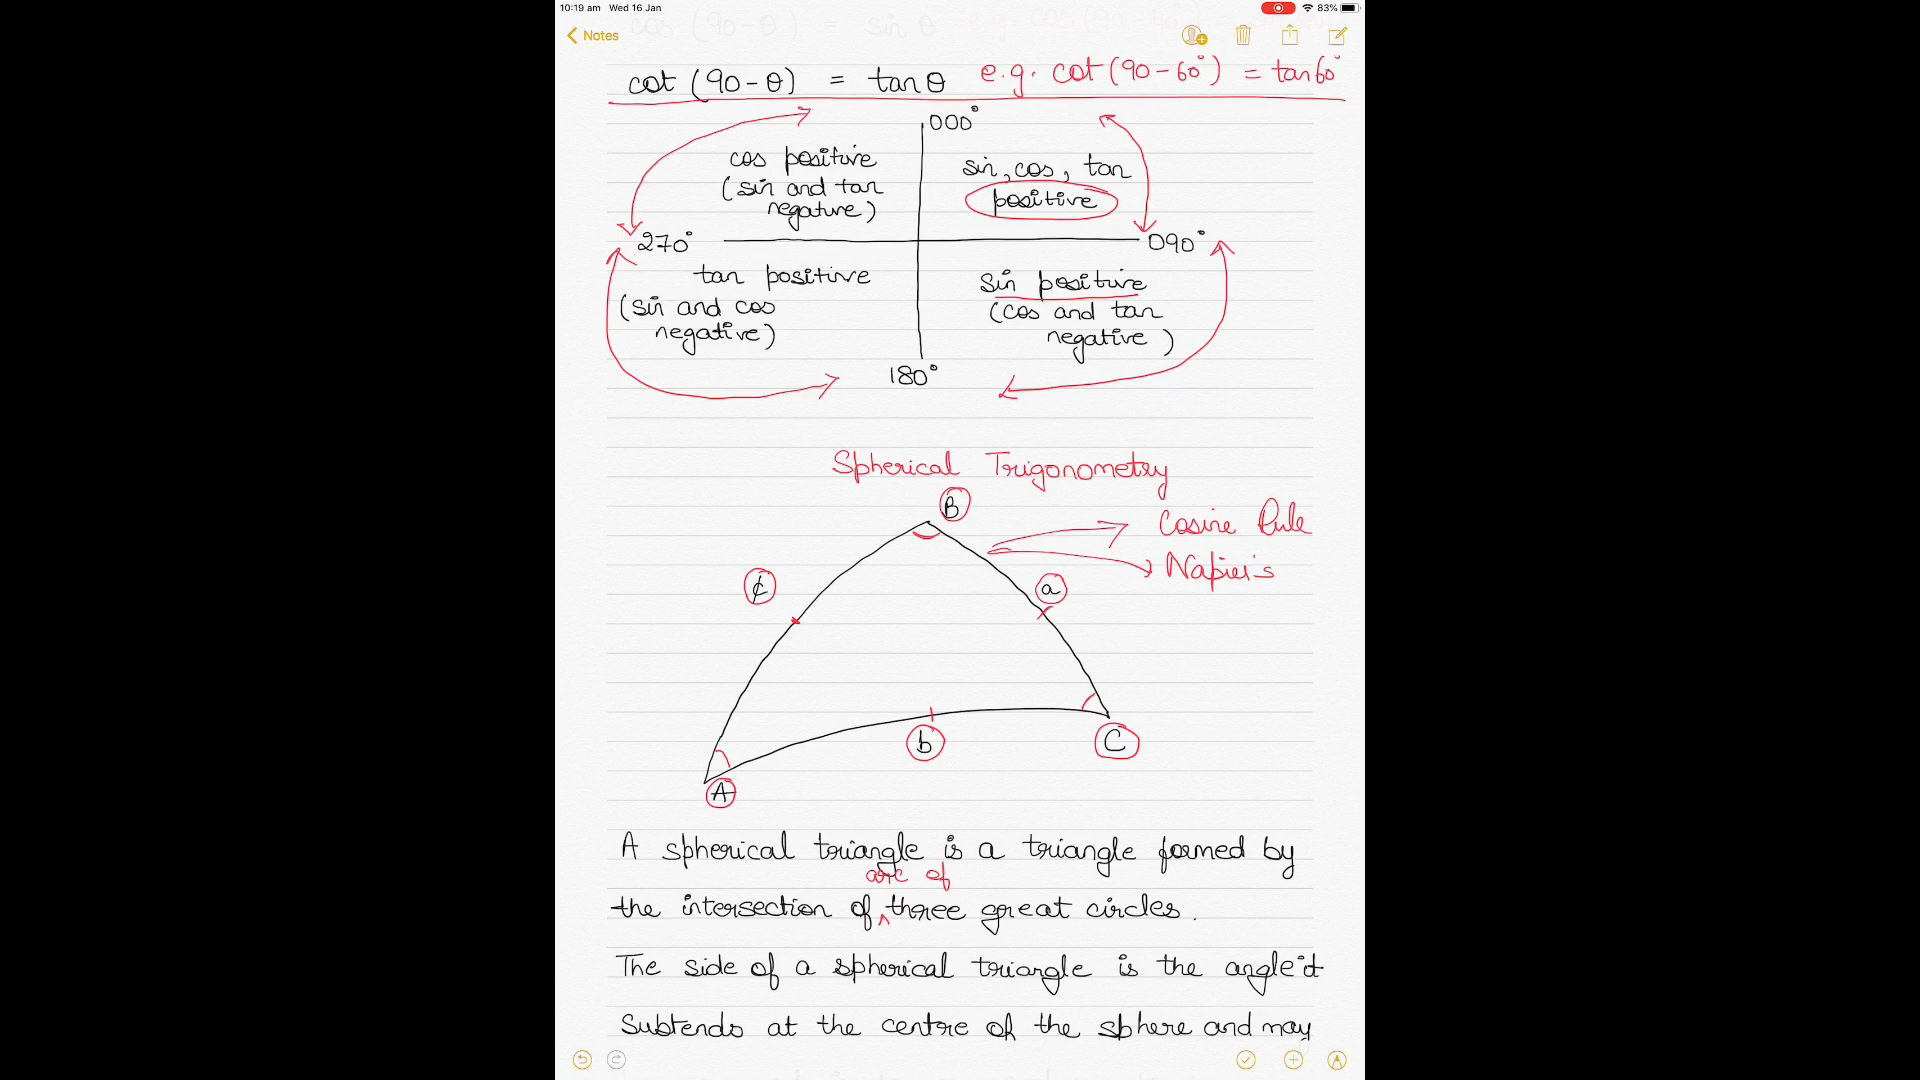 10:19 am Wed 16 Jan
83%
cos (90-θ) = sin θ
Notes
cot (90-θ) = tan θ e.g. cot (90-60°) = tan 60°
000°
cos positive
(sin and tan
negative)
sin, cos, tan
positive
270°
090°
tan positive
(sin and cos
negative)
sin positive
(cos and tan
negative)
180°
Spherical Trigonometry
B
Cosine Rule
Napier's
c
a
b
C
A
A spherical triangle is a triangle formed by
arc of
the intersection of ^ three great circles.
The side of a spherical triangle is the angle it
subtends at the centre of the sphere and may